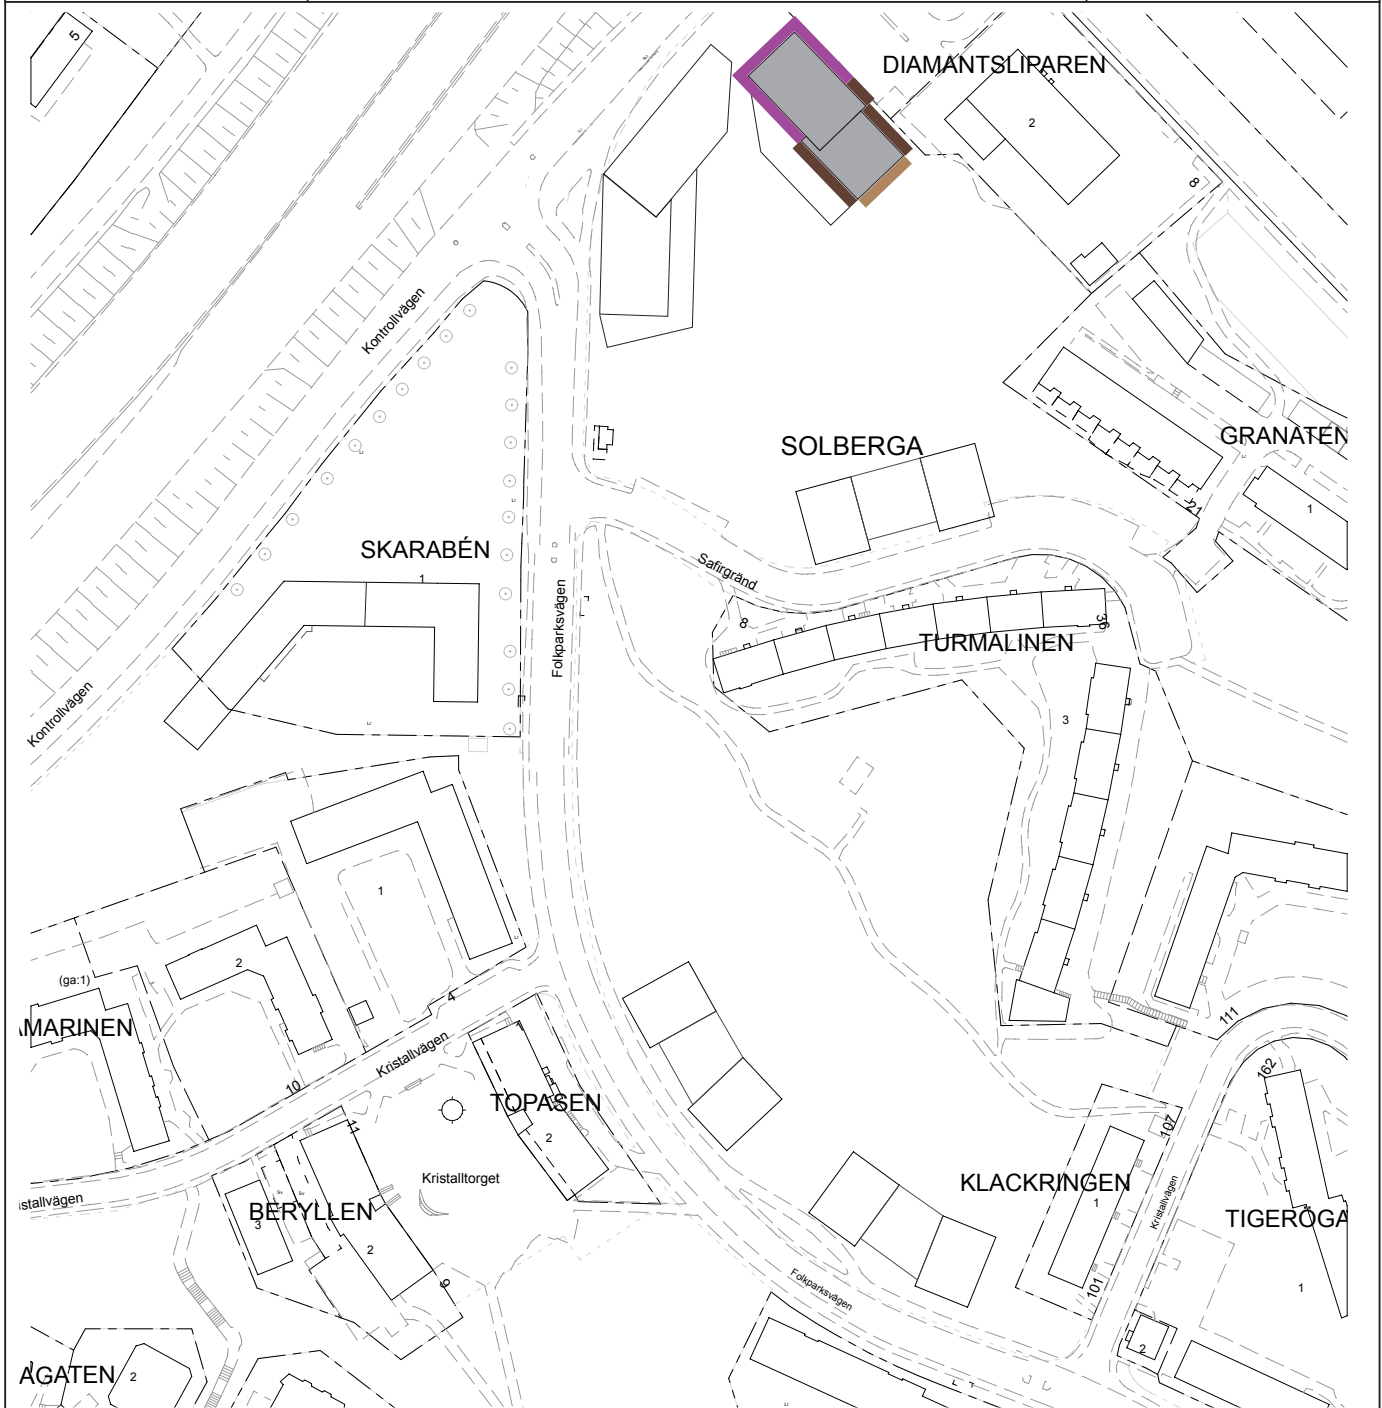 5
DIAMANTSLIPAREN
2
8
Kontrollvägen
GRANATEN
SOLBERGA
21
1
SKARABÉN
1
Safirgränd
Folkparksvägen
8
36
TURMALINEN
Kontrollvägen
3
1
2
(ga:1)
4
111
AMARINEN
Kristallvägen
162
10
TOPASEN
11
2
107
Kristalltorget
KLACKRINGEN
istallvägen
BERYLLEN
3
1
Kristallvägen
TIGERÖGA
2
9
Folkparksvägen
101
1
2
AGATEN
2